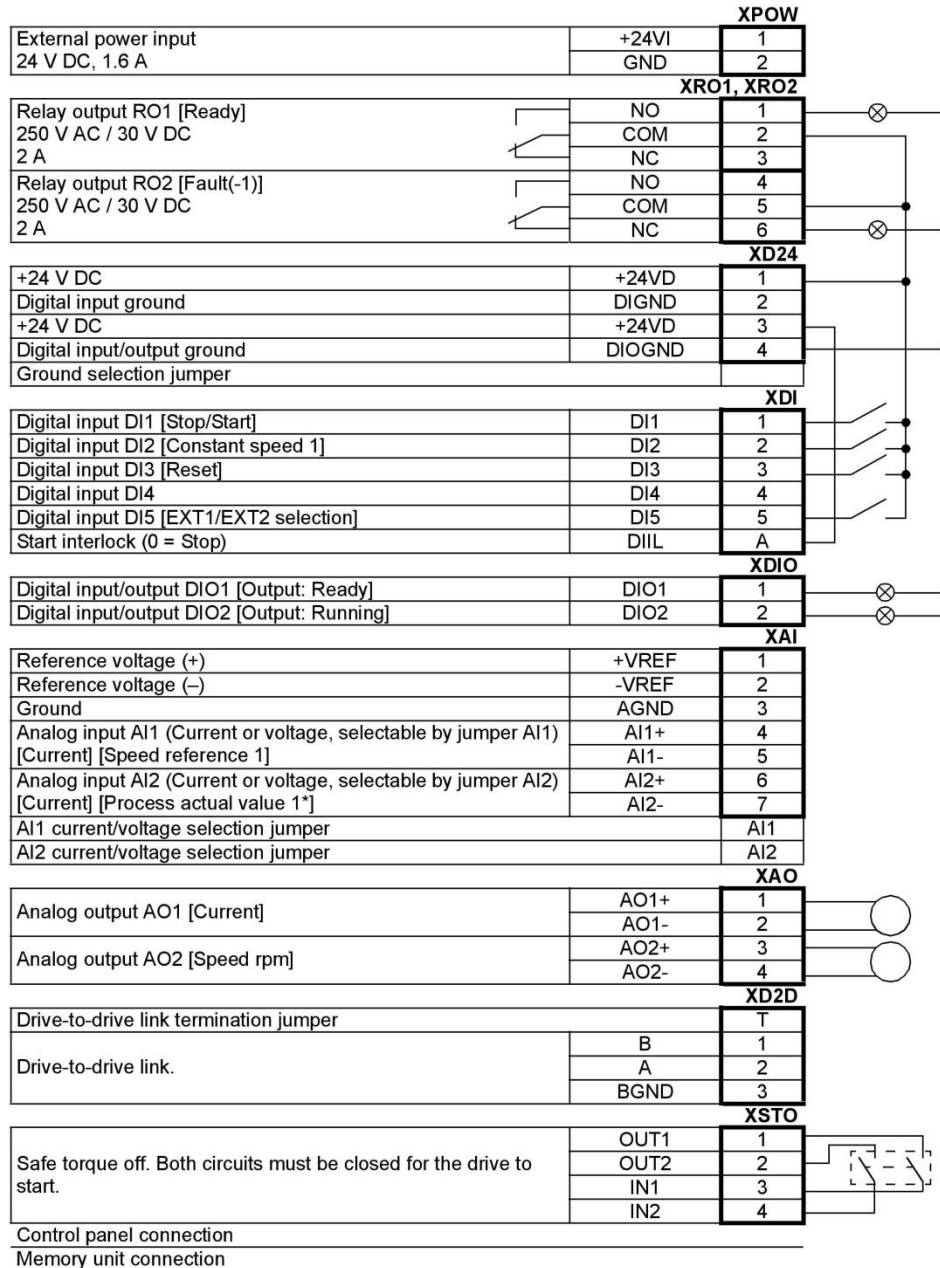 XPOW
External power input +24VI 1
24 V DC, 1.6 A GND 2
XRO1, XRO2
Relay output RO1 [Ready] NO 1
250 V AC / 30 V DC COM 2
2 A NC 3
Relay output RO2 [Fault(-1)] NO 4
250 V AC / 30 V DC COM 5
2 A NC 6
XD24
+24 V DC +24VD 1
Digital input ground DIGND 2
+24 V DC +24VD 3
Digital input/output ground DIOGND 4
Ground selection jumper
XDI
Digital input DI1 [Stop/Start] DI1 1
Digital input DI2 [Constant speed 1] DI2 2
Digital input DI3 [Reset] DI3 3
Digital input DI4 DI4 4
Digital input DI5 [EXT1/EXT2 selection] DI5 5
Start interlock (0 = Stop) DIIL A
XDIO
Digital input/output DIO1 [Output: Ready] DIO1 1
Digital input/output DIO2 [Output: Running] DIO2 2
XAI
Reference voltage (+) +VREF 1
Reference voltage (–) -VREF 2
Ground AGND 3
Analog input AI1 (Current or voltage, selectable by jumper AI1) AI1+ 4
[Current] [Speed reference 1] AI1- 5
Analog input AI2 (Current or voltage, selectable by jumper AI2) AI2+ 6
[Current] [Process actual value 1*] AI2- 7
AI1 current/voltage selection jumper AI1
AI2 current/voltage selection jumper AI2
XAO
Analog output AO1 [Current] AO1+ 1
AO1- 2
Analog output AO2 [Speed rpm] AO2+ 3
AO2- 4
XD2D
Drive-to-drive link termination jumper T
B 1
Drive-to-drive link. A 2
BGND 3
XSTO
OUT1 1
Safe torque off. Both circuits must be closed for the drive to OUT2 2
start. IN1 3
IN2 4
Control panel connection
Memory unit connection